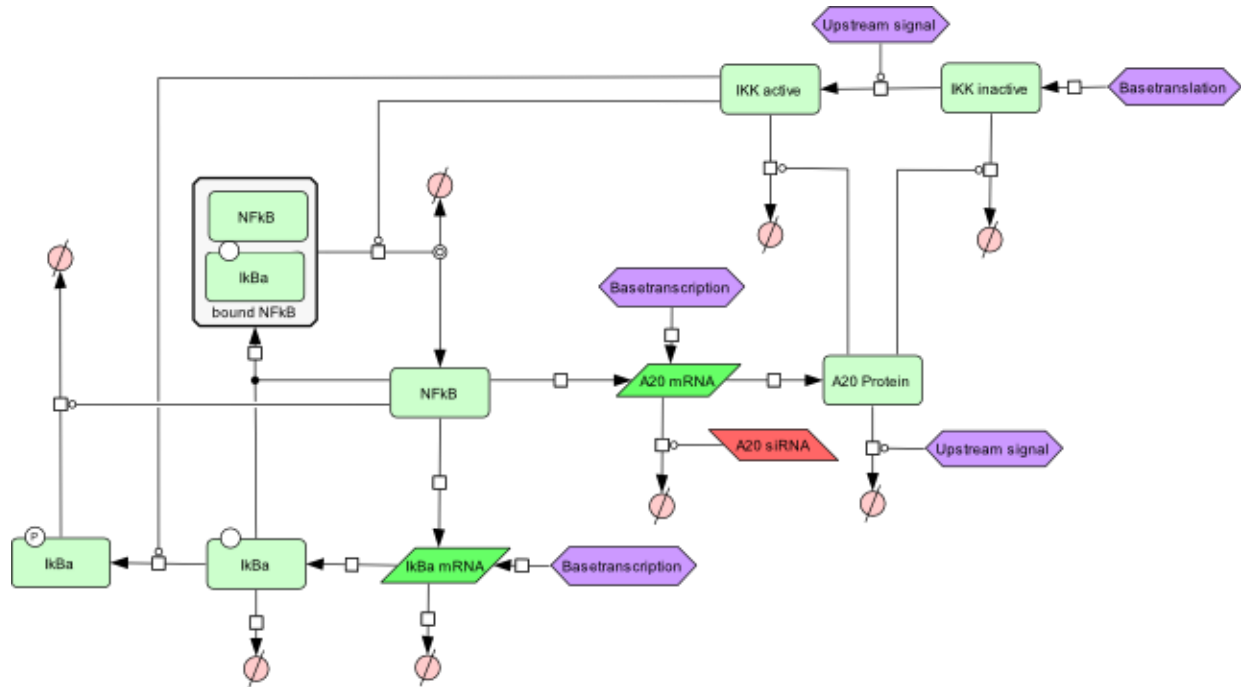 Upstream signal
IKK active
IKK inactive
Basetranslation
NFkB
IkBa
bound NFkB
Basetranscription
NFkB
A20 mRNA
A20 Protein
A20 siRNA
Upstream signal
P
IkBa
IkBa
IkBa mRNA
Basetranscription